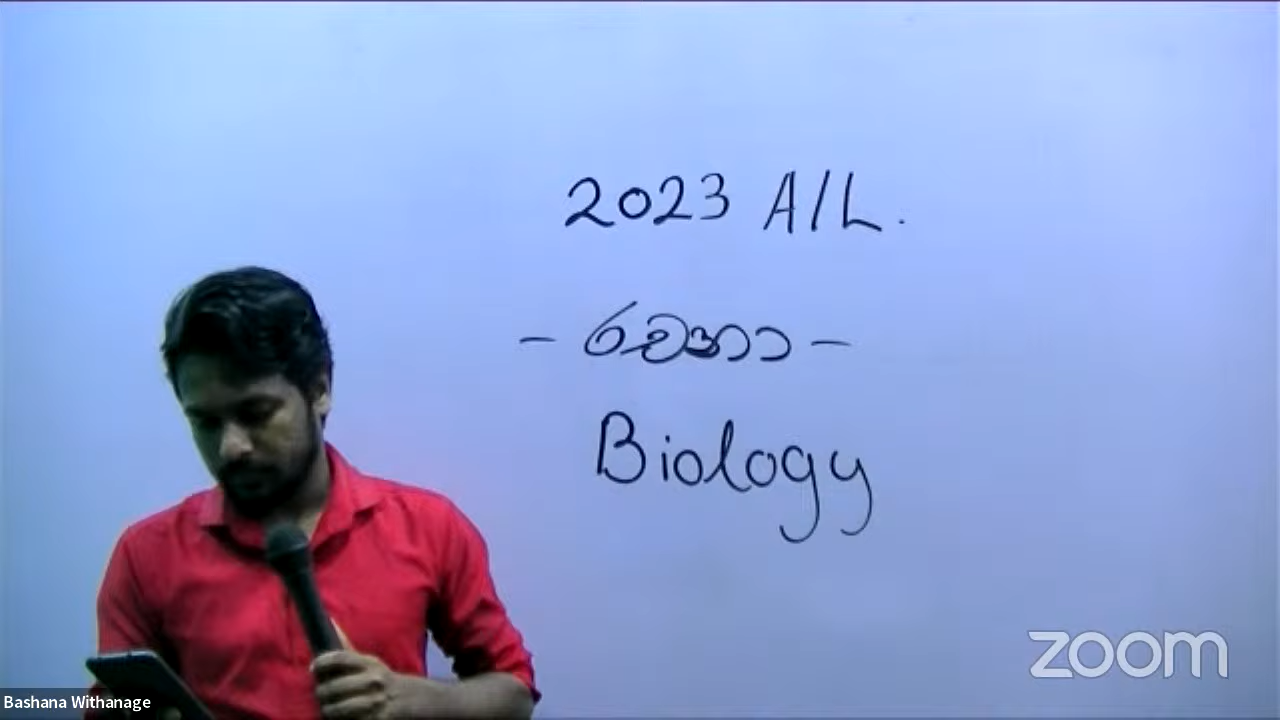 2023 A/L.
- රචනා -
Biology
zoom
Bashana Withanage